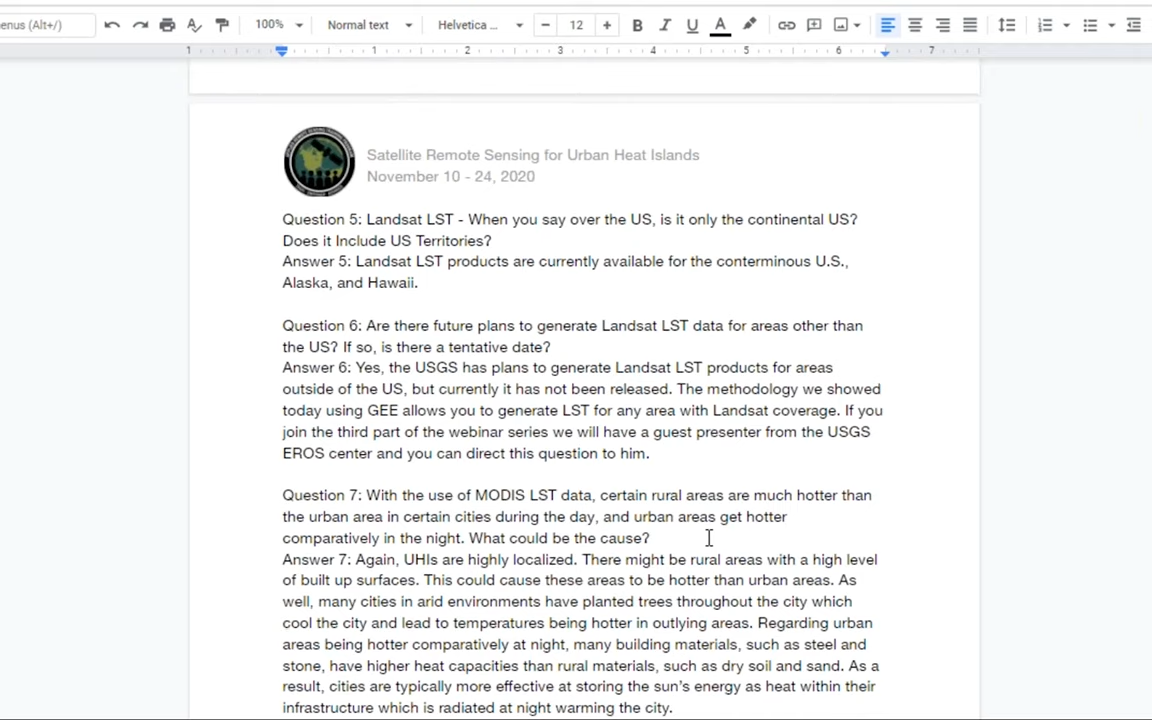 enus (Alt+/)
100%
Normal text
Helvetica ...
12
B I U A
1 1 2 3 4 5 6 7
Satellite Remote Sensing for Urban Heat Islands
November 10 - 24, 2020
Question 5: Landsat LST - When you say over the US, is it only the continental US?
Does it Include US Territories?
Answer 5: Landsat LST products are currently available for the conterminous U.S.,
Alaska, and Hawaii.
Question 6: Are there future plans to generate Landsat LST data for areas other than
the US? If so, is there a tentative date?
Answer 6: Yes, the USGS has plans to generate Landsat LST products for areas
outside of the US, but currently it has not been released. The methodology we showed
today using GEE allows you to generate LST for any area with Landsat coverage. If you
join the third part of the webinar series we will have a guest presenter from the USGS
EROS center and you can direct this question to him.
Question 7: With the use of MODIS LST data, certain rural areas are much hotter than
the urban area in certain cities during the day, and urban areas get hotter
comparatively in the night. What could be the cause?
Answer 7: Again, UHIs are highly localized. There might be rural areas with a high level
of built up surfaces. This could cause these areas to be hotter than urban areas. As
well, many cities in arid environments have planted trees throughout the city which
cool the city and lead to temperatures being hotter in outlying areas. Regarding urban
areas being hotter comparatively at night, many building materials, such as steel and
stone, have higher heat capacities than rural materials, such as dry soil and sand. As a
result, cities are typically more effective at storing the sun's energy as heat within their
infrastructure which is radiated at night warming the city.